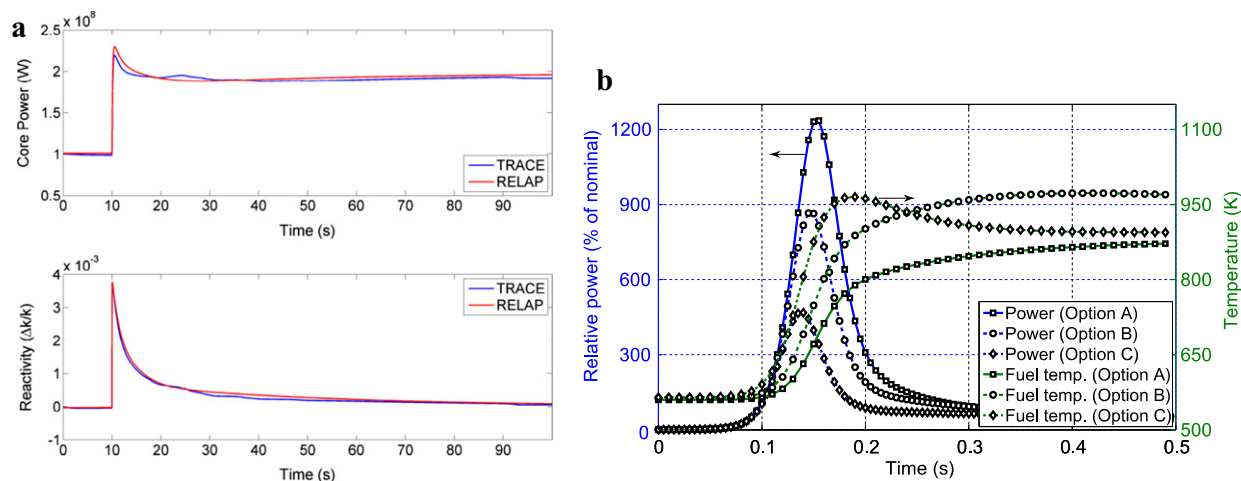 a
x 10⁸
Core Power (W)
2.5
2
1.5
1
0.5
0 10 20 30 40 50 60 70 80 90
Time (s)
TRACE
RELAP
x 10⁻³
Reactivity (Δk/k)
4
3
2
1
0
-1
0 10 20 30 40 50 60 70 80 90
Time (s)
TRACE
RELAP
b
Relative power (% of nominal)
1200
900
600
300
0
0 0.1 0.2 0.3 0.4 0.5
Time (s)
1100
950
800
650
500
Temperature (K)
Power (Option A)
Power (Option B)
Power (Option C)
Fuel temp. (Option A)
Fuel temp. (Option B)
Fuel temp. (Option C)